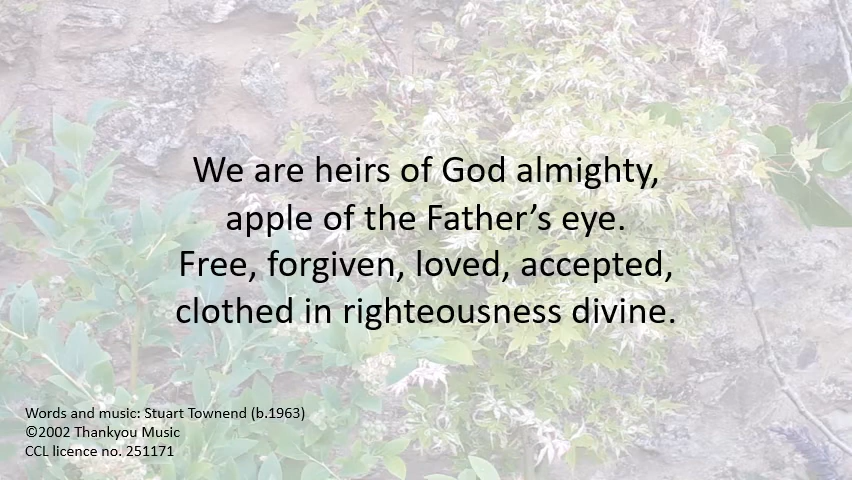 We are heirs of God almighty,
apple of the Father’s eye.
Free, forgiven, loved, accepted,
clothed in righteousness divine.
Words and music: Stuart Townend (b.1963)
©2002 Thankyou Music
CCL licence no. 251171